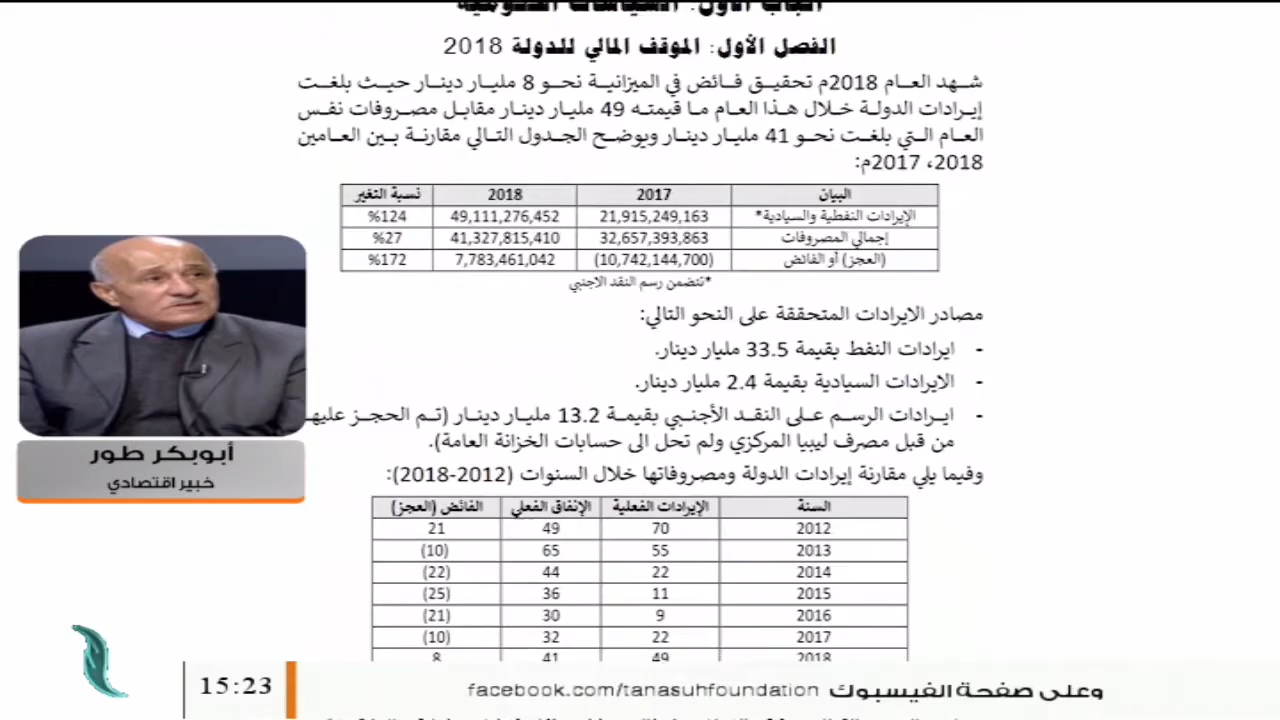 الباب الأول: السياسات العمومية
الفصل الأول: الموقف المالي للدولة 2018
شهد العام 2018م تحقيق فائض في الميزانية نحو 8 مليار دينار حيث بلغت
إيرادات الدولة خلال هذا العام ما قيمته 49 مليار دينار مقابل مصروفات نفس
العام التي بلغت نحو 41 مليار دينار ويوضح الجدول التالي مقارنة بين العامين
2018، 2017م:
البيان 2017 2018 نسبة التغير
الإيرادات النفطية والسيادية* 21,915,249,163 49,111,276,452 %124
إجمالي المصروفات 32,657,393,863 41,327,815,410 %27
(العجز) أو الفائض (10,742,144,700) 7,783,461,042 %172
*تتضمن رسم النقد الاجنبي
مصادر الايرادات المتحققة على النحو التالي:
- ايرادات النفط بقيمة 33.5 مليار دينار.
- الايرادات السيادية بقيمة 2.4 مليار دينار.
- ايرادات الرسم على النقد الأجنبي بقيمة 13.2 مليار دينار (تم الحجز عليها
من قبل مصرف ليبيا المركزي ولم تحل الى حسابات الخزانة العامة).
وفيما يلي مقارنة إيرادات الدولة ومصروفاتها خلال السنوات (2012-2018):
السنة الإيرادات الفعلية الإنفاق الفعلي الفائض (العجز)
2012 70 49 21
2013 55 65 (10)
2014 22 44 (22)
2015 11 36 (25)
2016 9 30 (21)
2017 22 32 (10)
2018 49 41 8
أبوبكر طور
خبير اقتصادي
وعلى صفحة الفيسبوك facebook.com/tanasuhfoundation
15:23